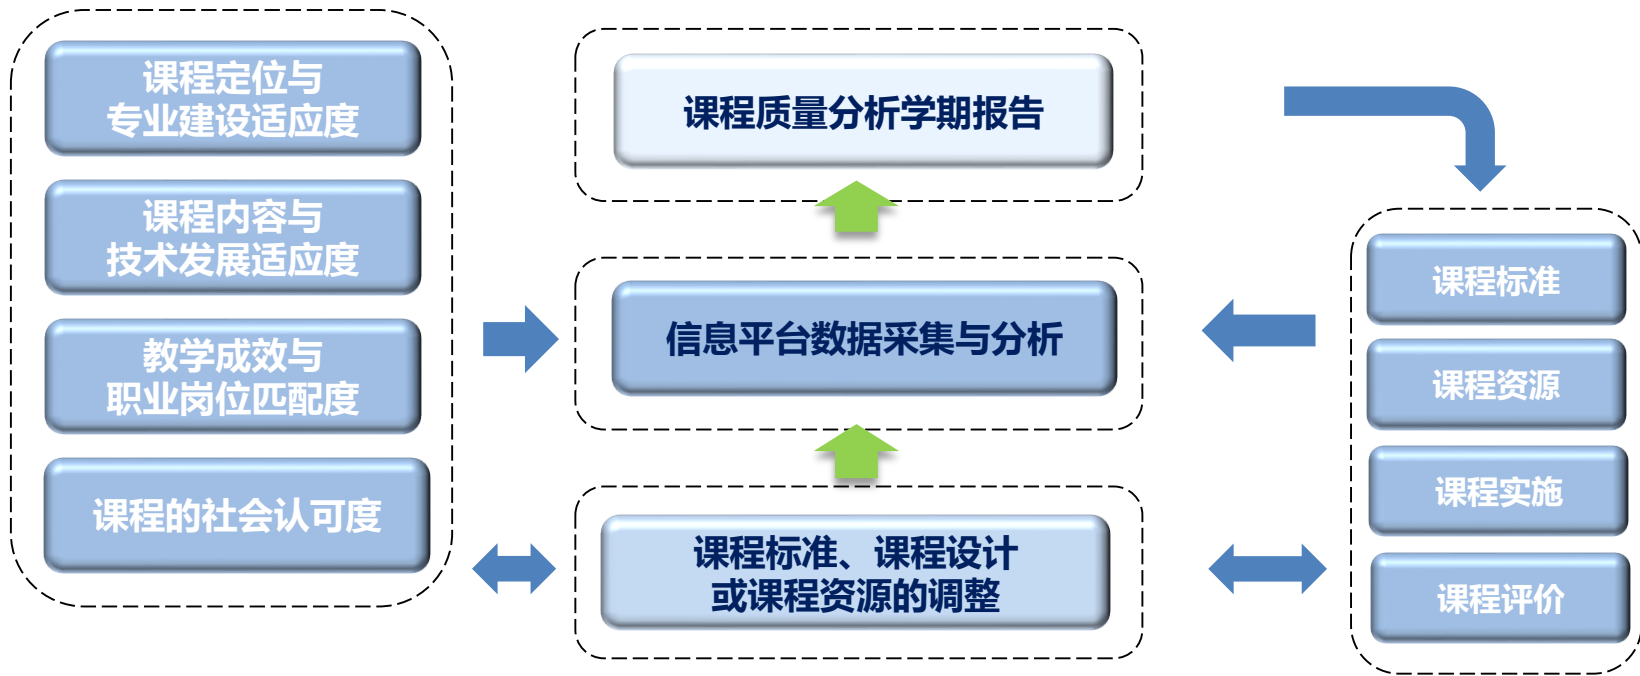 课程定位与
专业建设适应度
课程内容与
技术发展适应度
教学成效与
职业岗位匹配度
课程的社会认可度
课程质量分析学期报告
信息平台数据采集与分析
课程标准、课程设计
或课程资源的调整
课程标准
课程资源
课程实施
课程评价